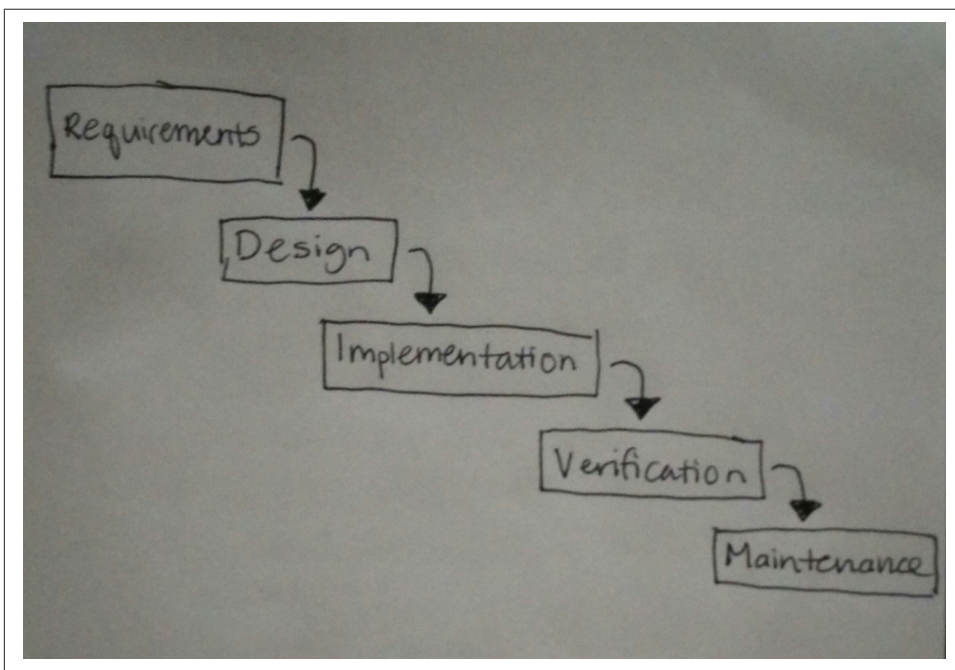 Requirements
Design
Implementation
Verification
Maintenance